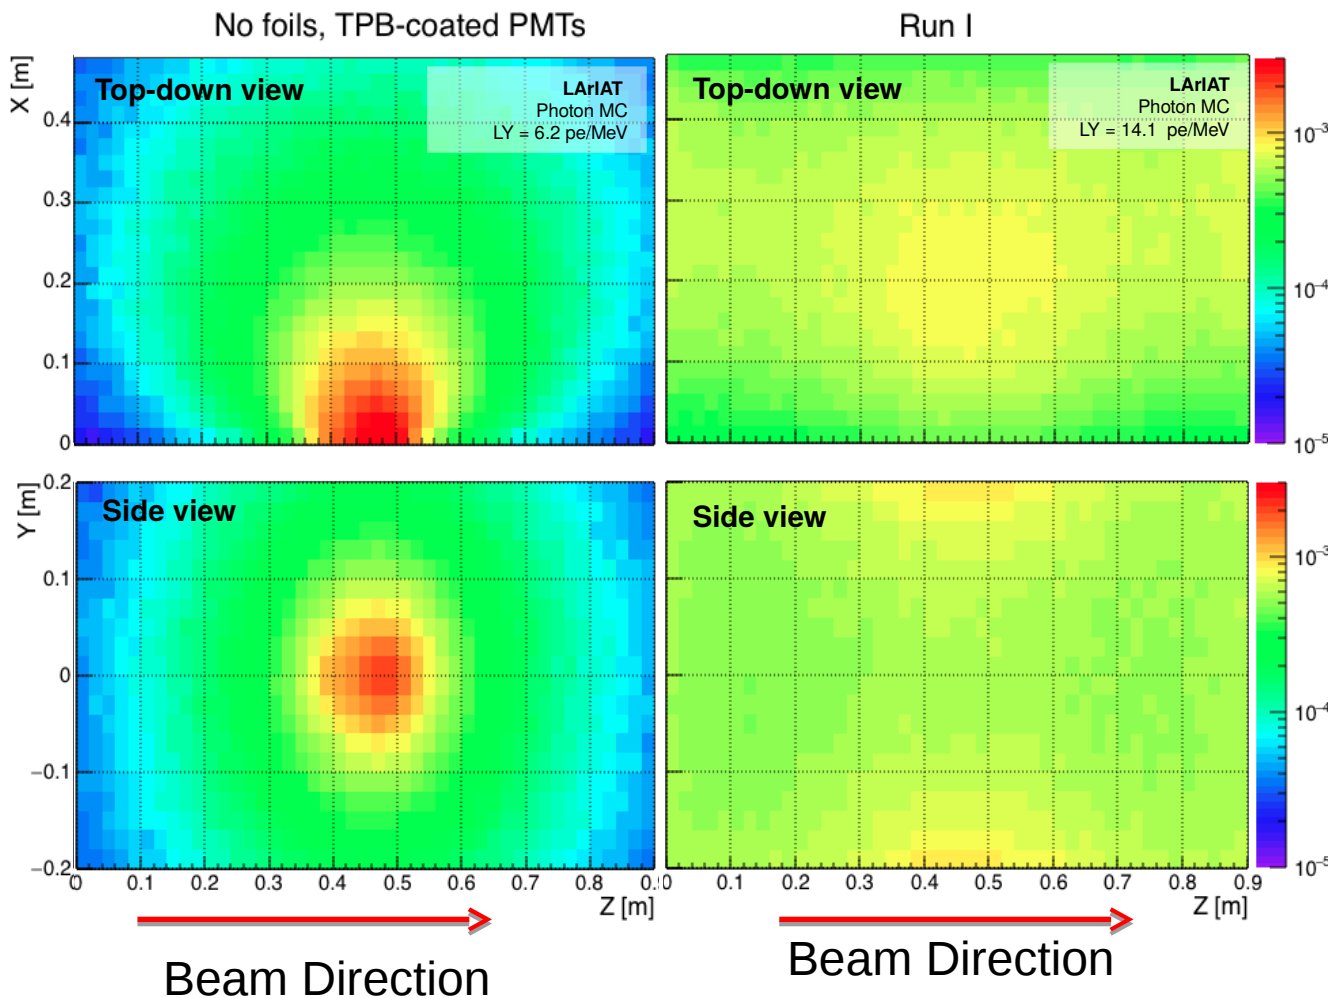 No foils, TPB-coated PMTs
Run I
X [m]
Top-down view
LArIAT
Photon MC
LY = 6.2 pe/MeV
0.4
0.3
0.2
0.1
0
Top-down view
LArIAT
Photon MC
LY = 14.1 pe/MeV
10⁻³
10⁻⁴
10⁻⁵
Y [m]
Side view
0.2
0.1
0
−0.1
−0.2
0 0.1 0.2 0.3 0.4 0.5 0.6 0.7 0.8
Z [m]
Side view
0.1 0.2 0.3 0.4 0.5 0.6 0.7 0.8 0.9
Z [m]
10⁻³
10⁻⁴
10⁻⁵
Beam Direction
Beam Direction